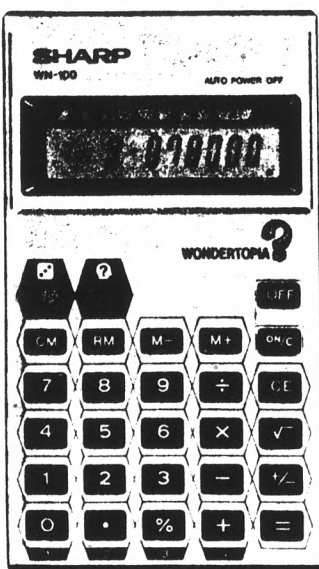 SHARP
WN-100
AUTO POWER OFF
WONDERTOPIA ?
?
OFF
CM RM M− M+ ON/C
7 8 9 ÷ CE
4 5 6 × √
1 2 3 − +/−
0 • % + =